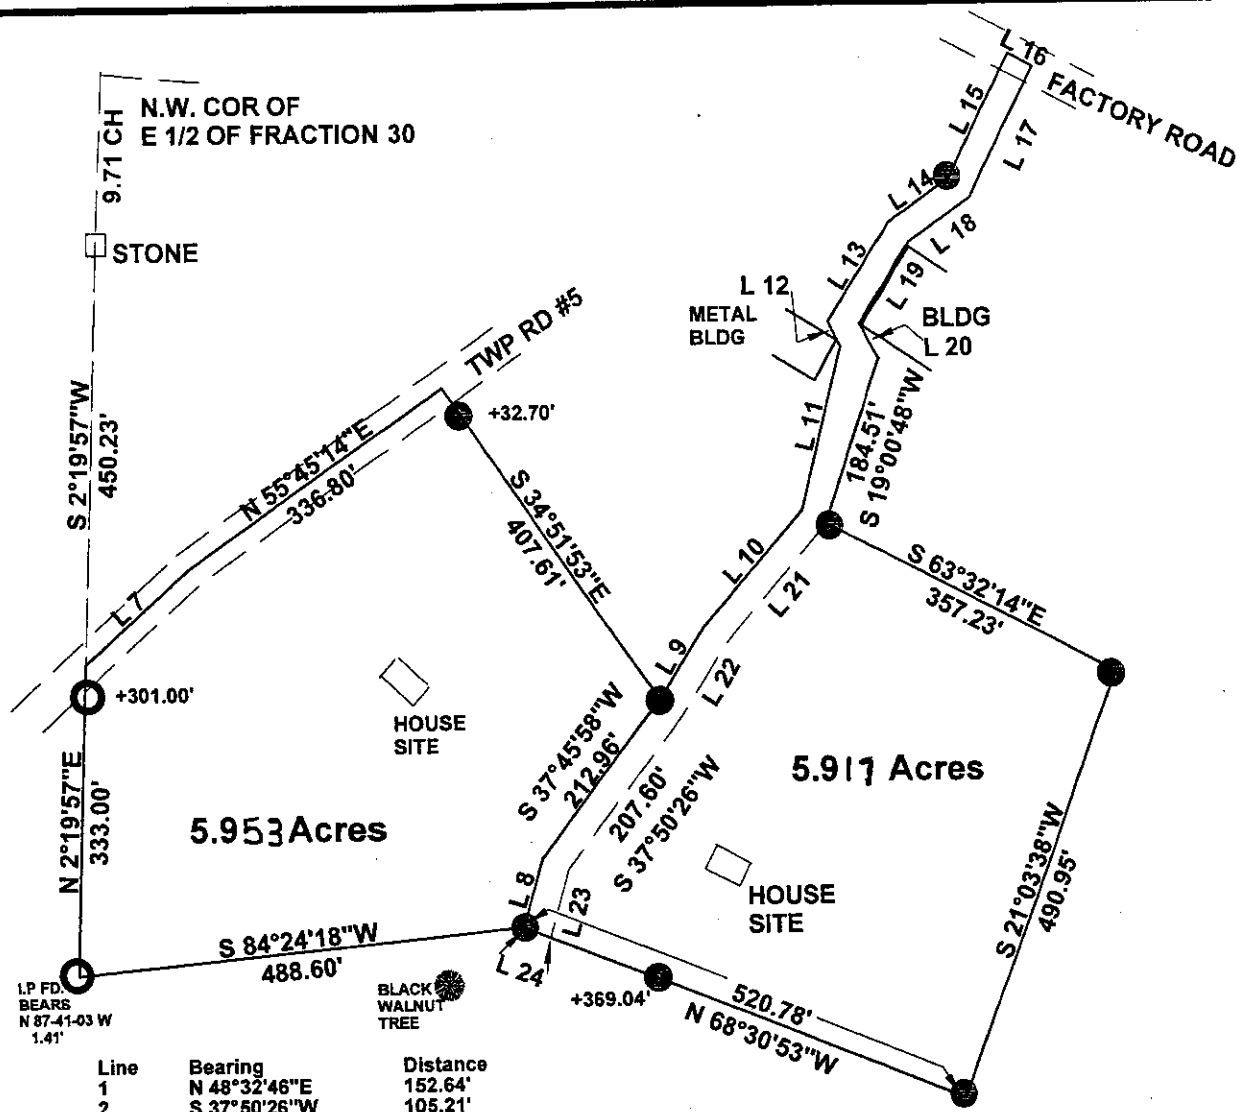 L 16
FACTORY ROAD
L 15
L 17
N.W. COR OF
E 1/2 OF FRACTION 30
9.71 CH
STONE
L 14
L 18
L 13
L 19
L 12
METAL
BLDG
BLDG
L 20
TWP RD #5
+32.70'
S 2°19'57"W
450.23'
N 55°45'14"E
336.80'
L 11
184.51'
S 19°00'48"W
S 34°51'53"E
407.61'
L 10
L 21
S 63°32'14"E
357.23'
L 7
L 9
L 22
+301.00'
HOUSE
SITE
S 37°45'58"W
212.96'
207.60'
S 37°50'26"W
5.917 Acres
N 2°19'57"E
333.00'
5.953 Acres
HOUSE
SITE
S 21°03'38"W
490.95'
L 8
L 23
S 84°24'18"W
488.60'
L 24
+369.04'
520.78'
N 68°30'53"W
I.P FD.
BEARS
N 87-41-03 W
1.41'
BLACK
WALNUT
TREE
Line Bearing Distance
1 N 48°32'46"E 152.64'
2 S 37°50'26"W 105.21'